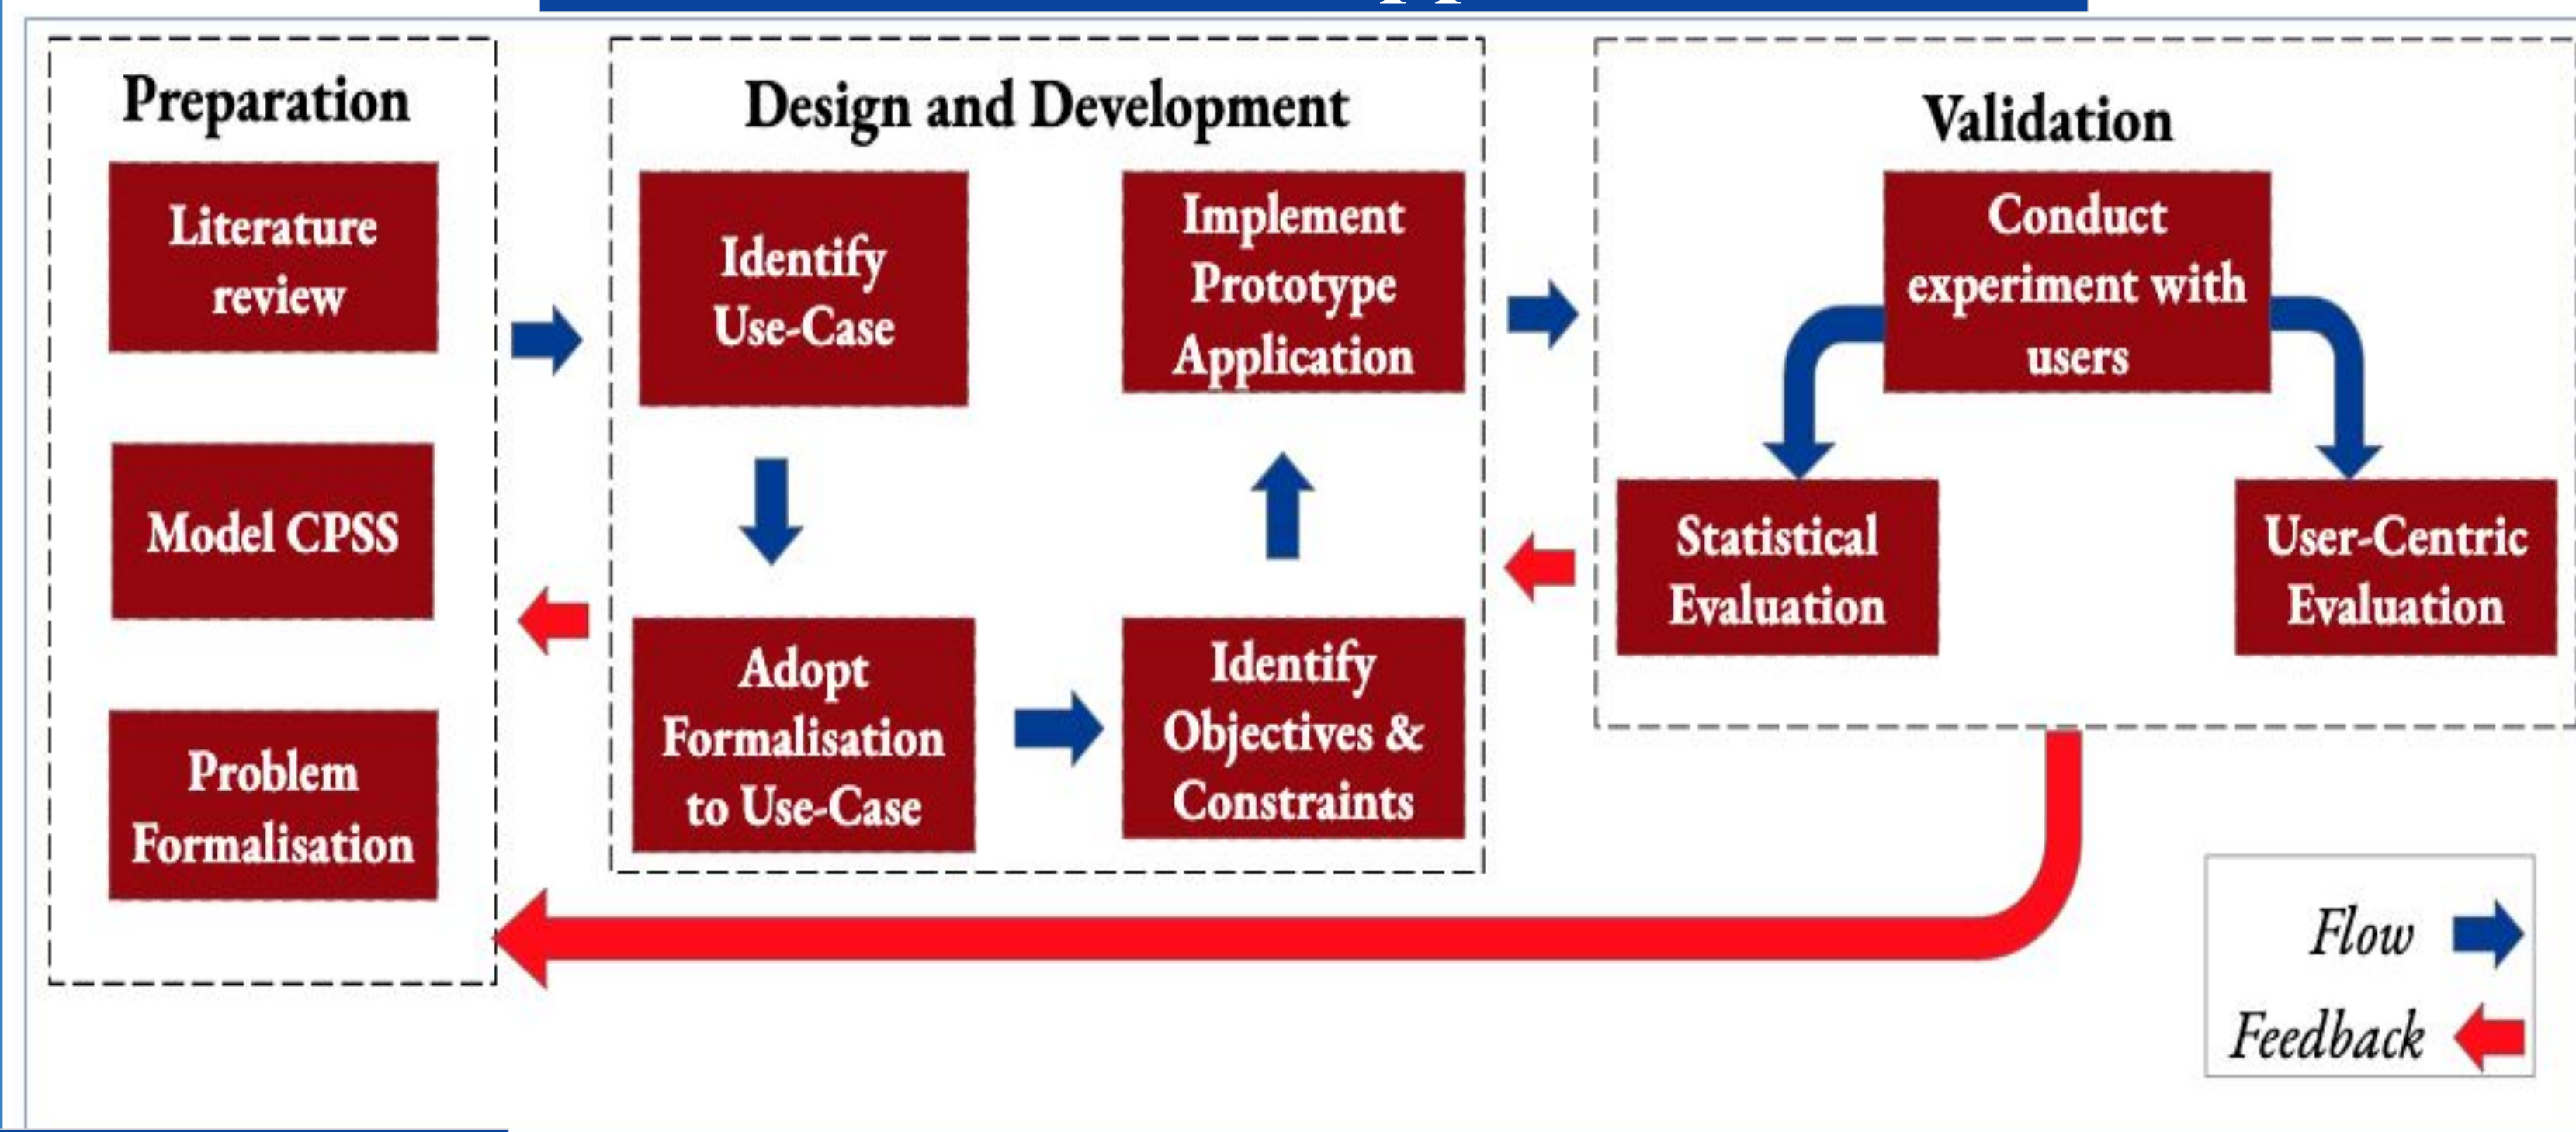 Preparation
Literature
review
Model CPSS
Problem
Formalisation
Design and Development
Identify
Use-Case
Adopt
Formalisation
to Use-Case
Identify
Objectives &
Constraints
Implement
Prototype
Application
Validation
Conduct
experiment with
users
Statistical
Evaluation
User-Centric
Evaluation
Flow
Feedback